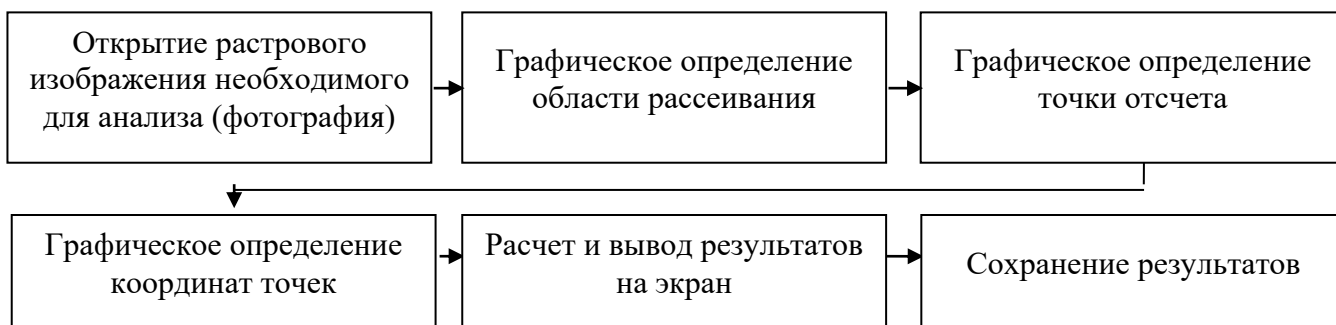 Открытие растрового
изображения необходимого
для анализа (фотография)
Графическое определение
области рассеивания
Графическое определение
точки отсчета
Графическое определение
координат точек
Расчет и вывод результатов
на экран
Сохранение результатов